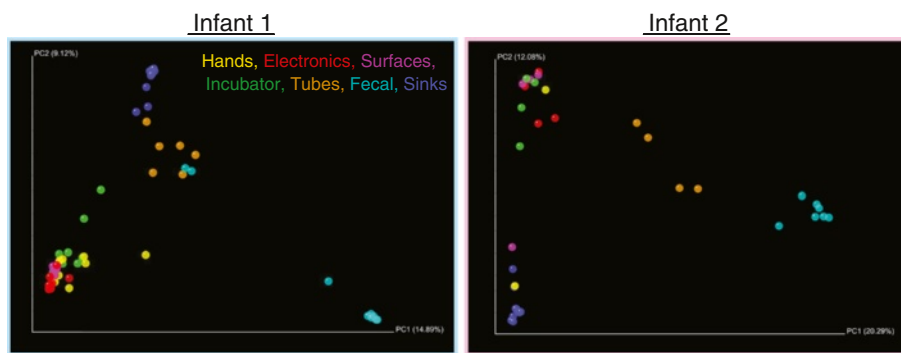 Infant 1
Infant 2
PC2 (9.12%)
Hands, Electronics, Surfaces,
Incubator, Tubes, Fecal, Sinks
PC1 (14.89%)
PC2 (12.08%)
PC1 (20.29%)